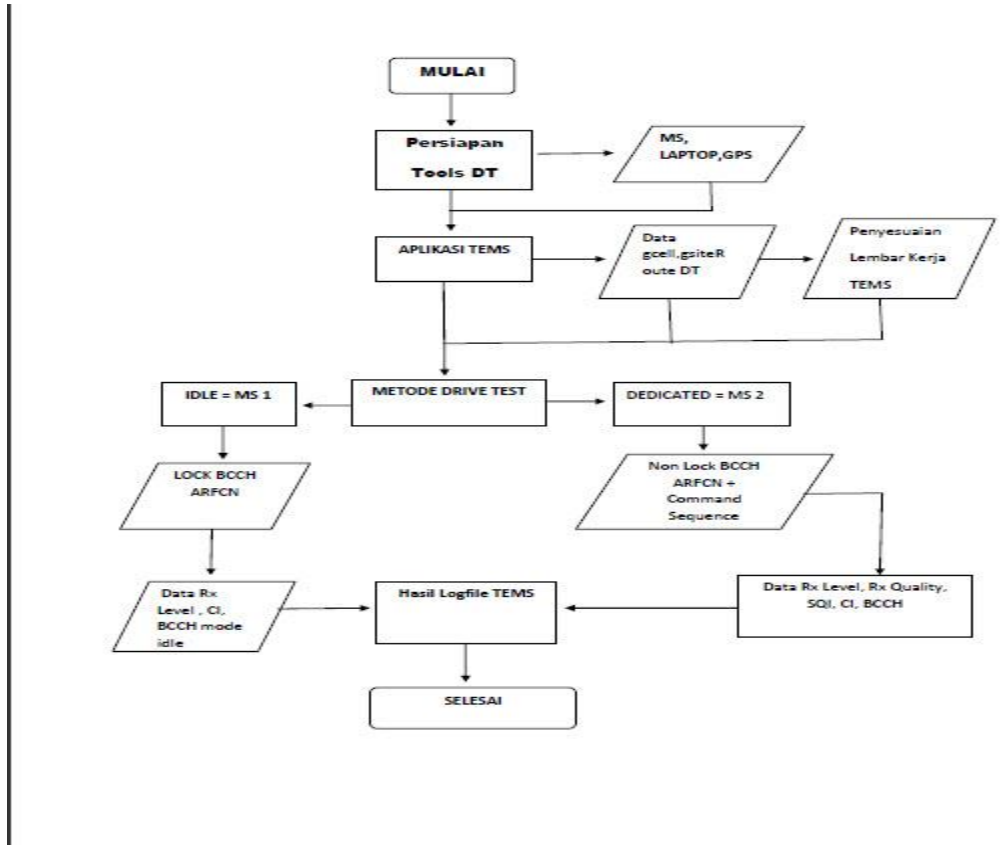 MULAI
Persiapan
Tools DT
MS,
LAPTOP,GPS
APLIKASI TEMS
Data
gcell,gsiteR
oute DT
Penyesuaian
Lembar Kerja
TEMS
IDLE = MS 1
METODE DRIVE TEST
DEDICATED = MS 2
LOCK BCCH
ARFCN
Non Lock BCCH
ARFCN +
Command
Sequence
Data Rx
Level , CI,
BCCH mode
idle
Hasil Logfile TEMS
Data Rx Level, Rx Quality,
SQI, CI, BCCH
SELESAI